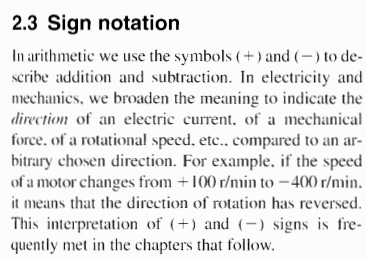 2.3 Sign notation
In arithmetic we use the symbols (+) and (−) to de-
scribe addition and subtraction. In electricity and
mechanics, we broaden the meaning to indicate the
direction of an electric current, of a mechanical
force, of a rotational speed, etc., compared to an ar-
bitrary chosen direction. For example, if the speed
of a motor changes from +100 r/min to −400 r/min,
it means that the direction of rotation has reversed.
This interpretation of (+) and (−) signs is fre-
quently met in the chapters that follow.